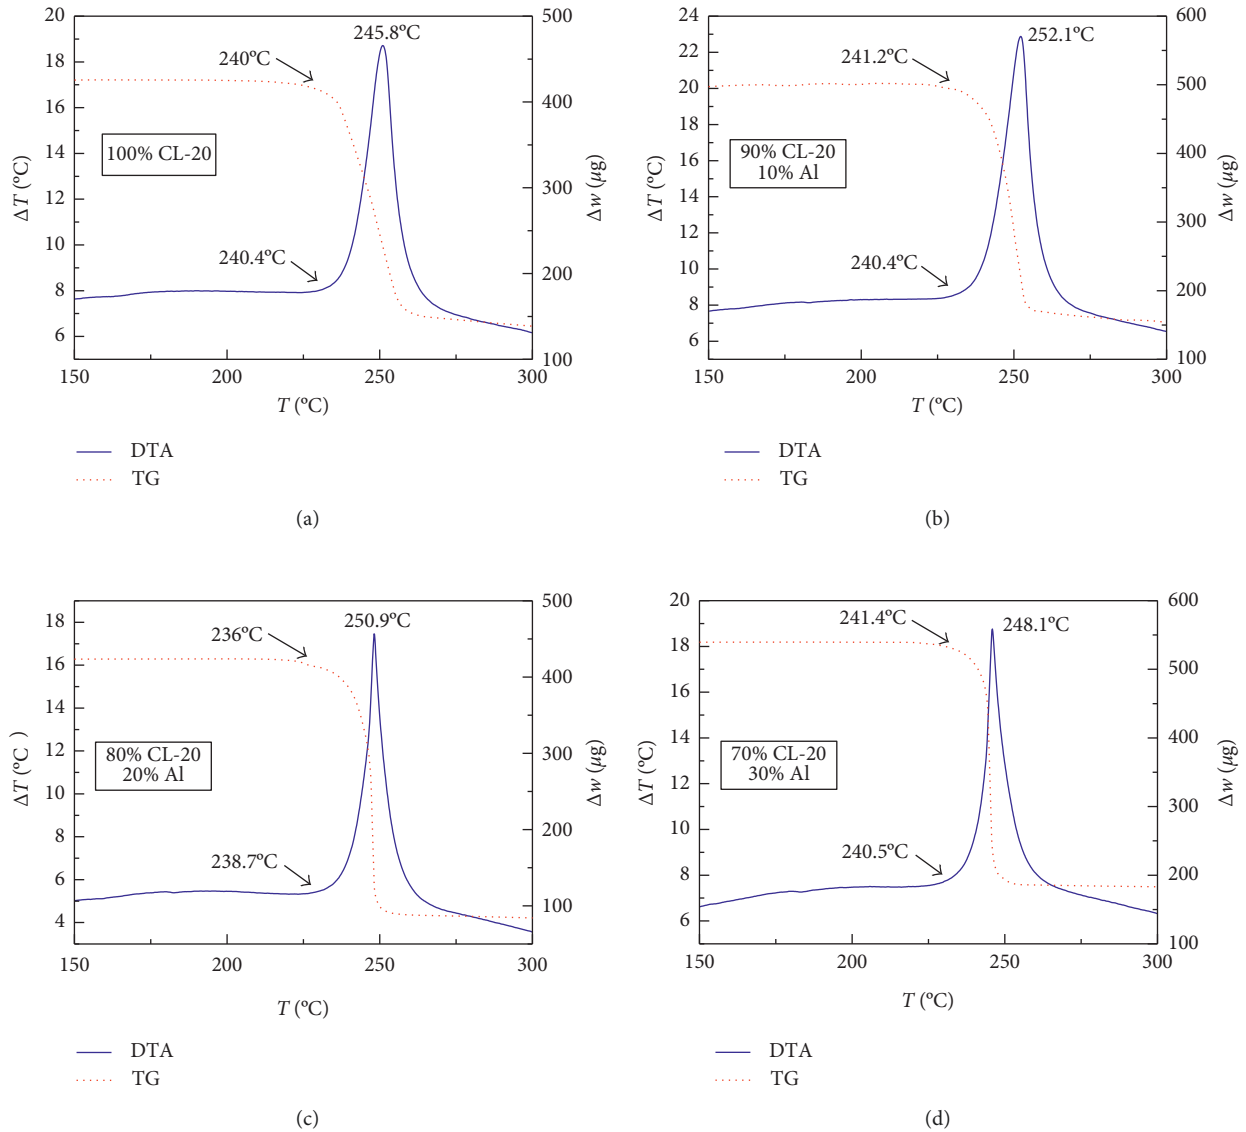 20
18
16
14
12
10
8
6
ΔT (ºC)
500
400
300
200
100
Δw (μg)
245.8ºC
240ºC
100% CL-20
240.4ºC
150
200
250
300
T (ºC)
DTA
TG
(a)
24
22
20
18
16
14
12
10
8
6
ΔT (ºC)
600
500
400
300
200
100
Δw (μg)
252.1ºC
241.2ºC
90% CL-20
10% Al
240.4ºC
150
200
250
300
T (ºC)
DTA
TG
(b)
18
16
14
12
10
8
6
4
ΔT (ºC)
500
400
300
200
100
Δw (μg)
250.9ºC
236ºC
80% CL-20
20% Al
238.7ºC
150
200
250
300
T (ºC)
DTA
TG
(c)
20
18
16
14
12
10
8
6
ΔT (ºC)
600
500
400
300
200
100
Δw (μg)
241.4ºC
248.1ºC
70% CL-20
30% Al
240.5ºC
150
200
250
300
T (ºC)
DTA
TG
(d)